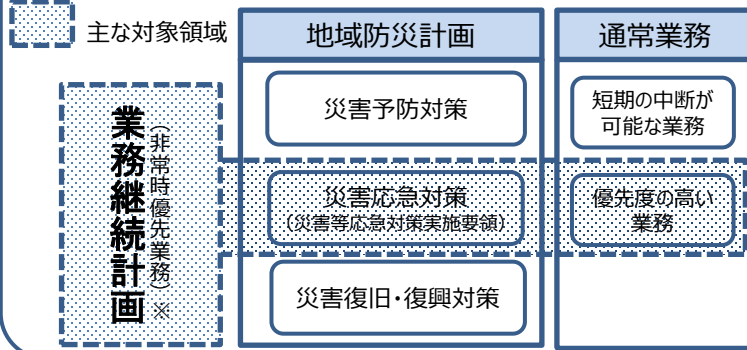 主な対象領域
地域防災計画
通常業務
業務継続計画
(非常時優先業務)※
災害予防対策
短期の中断が
可能な業務
災害応急対策
(災害等応急対策実施要領)
優先度の高い
業務
災害復旧・復興対策